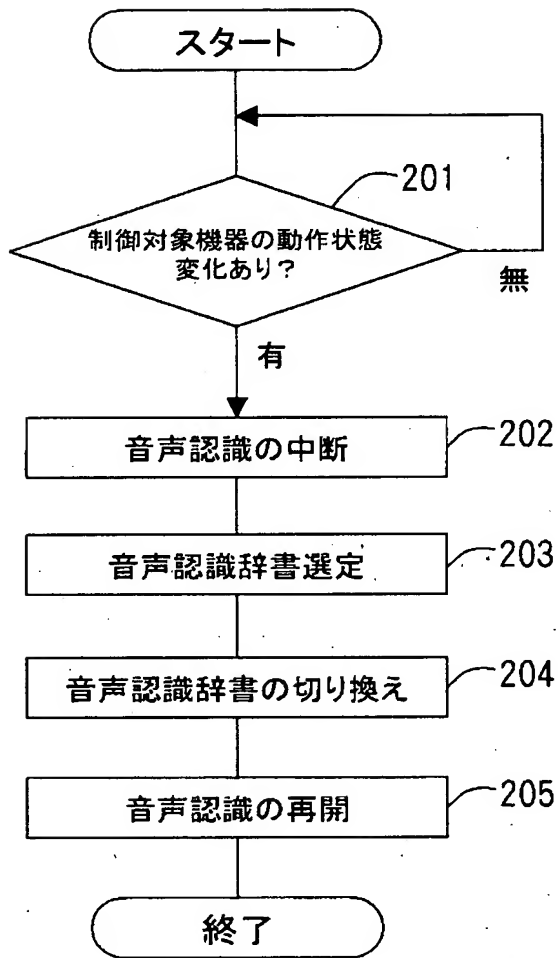 スタート
201
制御対象機器の動作状態
変化あり?
無
有
音声認識の中断
202
音声認識辞書選定
203
音声認識辞書の切り換え
204
音声認識の再開
205
終了